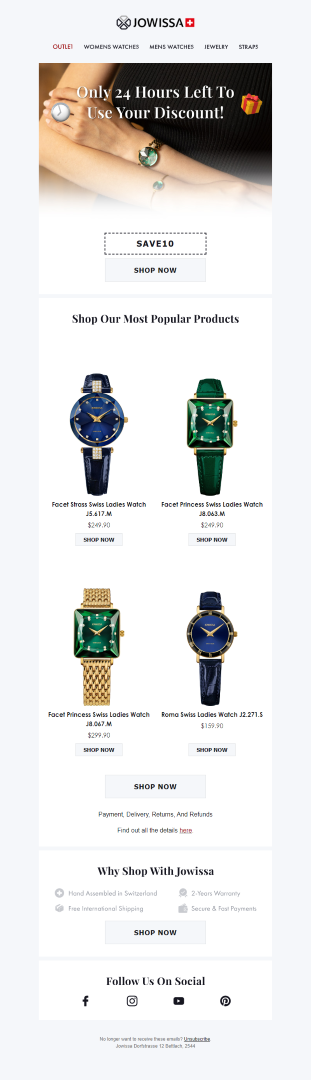 JOWISSA
OUTLET WOMENS WATCHES MENS WATCHES JEWELRY STRAPS
Only 24 Hours Left To
Use Your Discount!
SAVE10
SHOP NOW
Shop Our Most Popular Products
Facet Strass Swiss Ladies Watch
J5.617.M
$249.90
SHOP NOW
Facet Princess Swiss Ladies Watch
J8.063.M
$249.90
SHOP NOW
Facet Princess Swiss Ladies Watch
J8.067.M
$299.90
SHOP NOW
Roma Swiss Ladies Watch J2.271.S
$159.90
SHOP NOW
SHOP NOW
Payment, Delivery, Returns, And Refunds
Find out all the details here.
Why Shop With Jowissa
Hand Assembled in Switzerland
2-Years Warranty
Free International Shipping
Secure & Fast Payments
SHOP NOW
Follow Us On Social
No longer want to receive these emails? Unsubscribe.
Jowissa Dorfstrasse 12 Bettlach, 2544